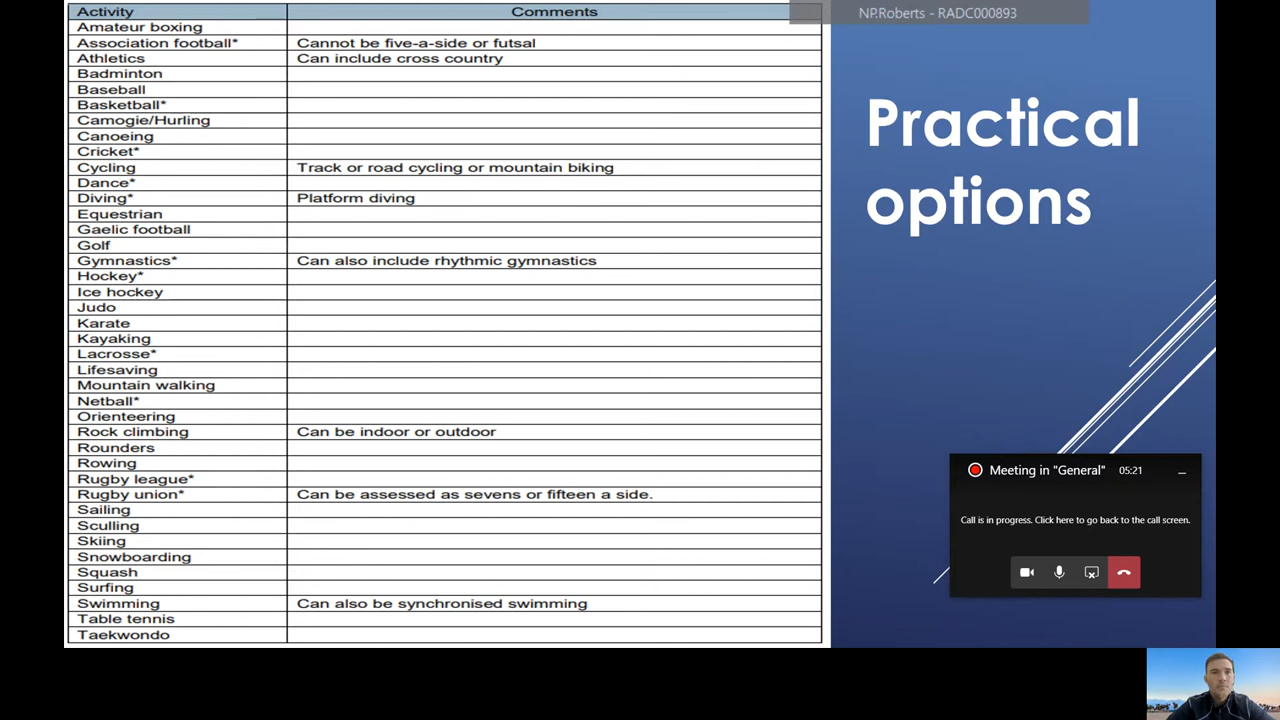 Activity Comments
Amateur boxing
Association football* Cannot be five-a-side or futsal
Athletics Can include cross country
Badminton
Baseball
Basketball*
Camogie/Hurling
Canoeing
Cricket*
Cycling Track or road cycling or mountain biking
Dance*
Diving* Platform diving
Equestrian
Gaelic football
Golf
Gymnastics* Can also include rhythmic gymnastics
Hockey*
Ice hockey
Judo
Karate
Kayaking
Lacrosse*
Lifesaving
Mountain walking
Netball*
Orienteering
Rock climbing Can be indoor or outdoor
Rounders
Rowing
Rugby league*
Rugby union* Can be assessed as sevens or fifteen a side.
Sailing
Sculling
Skiing
Snowboarding
Squash
Surfing
Swimming Can also be synchronised swimming
Table tennis
Taekwondo
NP.Roberts - RADC000893
Practical
options
Meeting in "General" 05:21
Call is in progress. Click here to go back to the call screen.